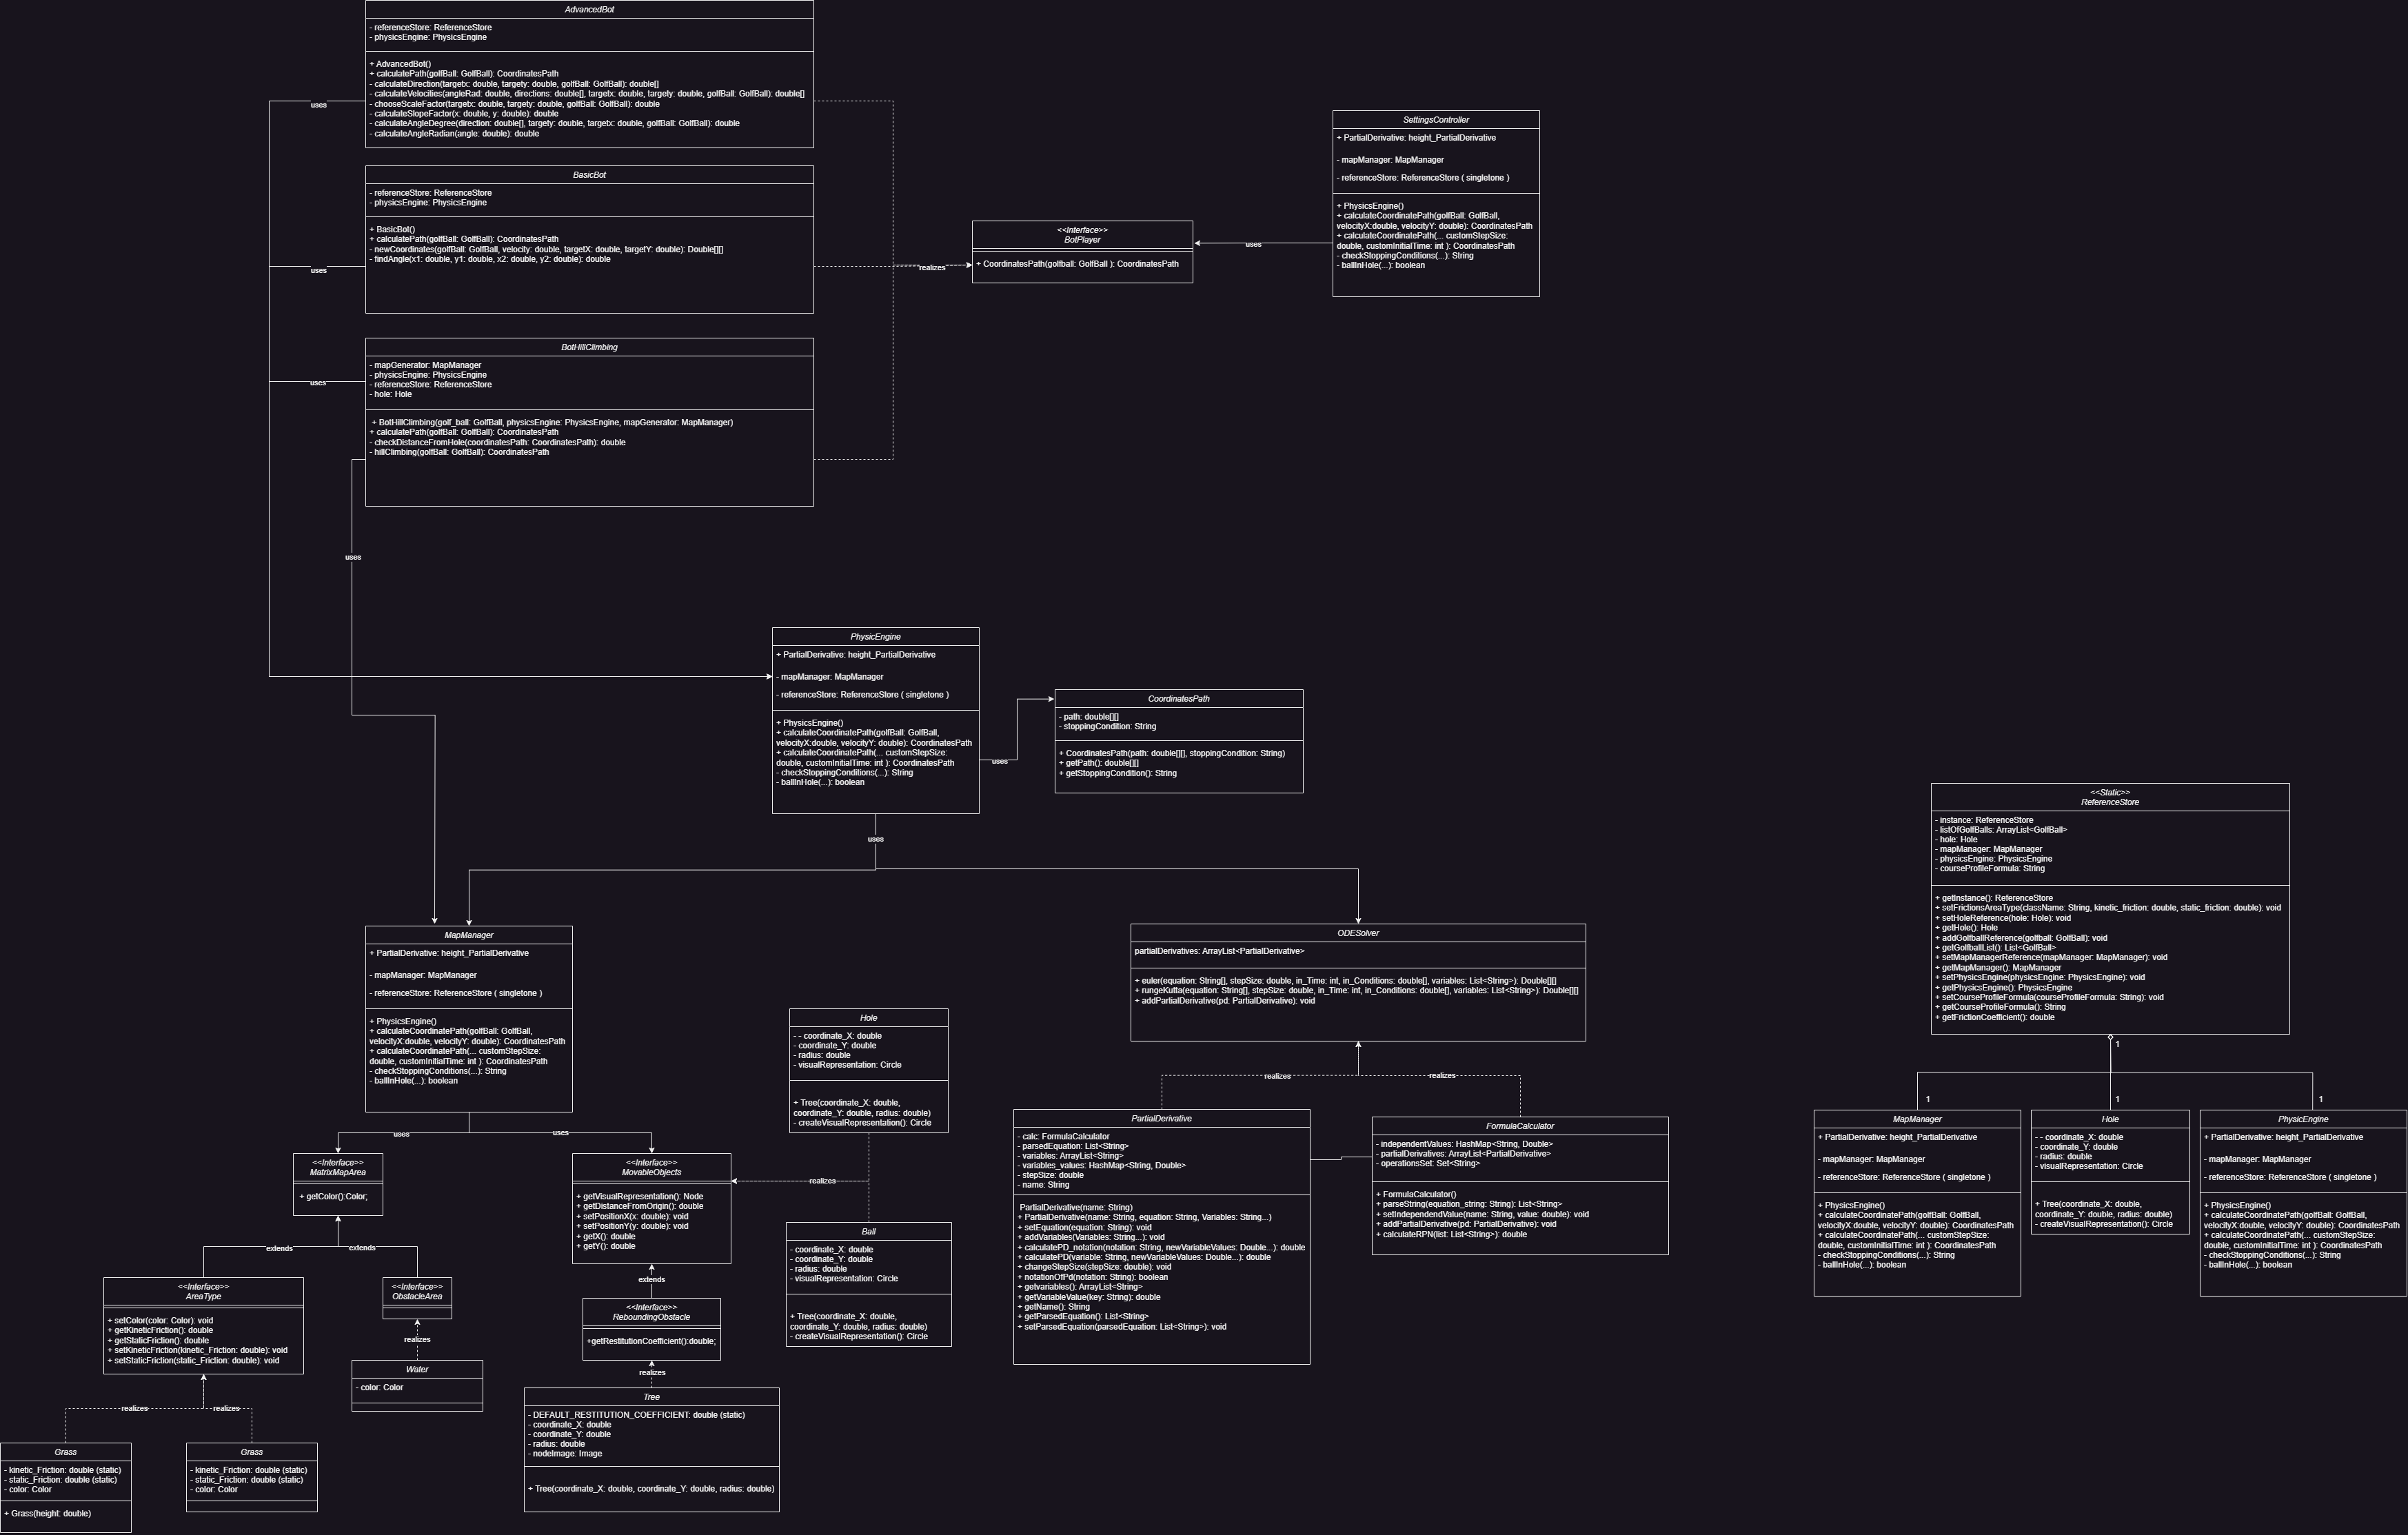 AdvancedBot
- referenceStore: ReferenceStore
- physicsEngine: PhysicsEngine
+ AdvancedBot()
+ calculatePath(golfBall: GolfBall): CoordinatesPath
- calculateDirection(targetx: double, targety: double, golfBall: GolfBall): double[]
- calculateVelocities(angleRad: double, directions: double[], targetx: double, targety: double, golfBall: GolfBall): double[]
- chooseScaleFactor(targetx: double, targety: double, golfBall: GolfBall): double
- calculateSlopeFactor(x: double, y: double): double
- calculateAngleDegree(direction: double[], targety: double, targetx: double, golfBall: GolfBall): double
- calculateAngleRadian(angle: double): double
uses
BasicBot
- referenceStore: ReferenceStore
- physicsEngine: PhysicsEngine
+ BasicBot()
+ calculatePath(golfBall: GolfBall): CoordinatesPath
- newCoordinates(golfBall: GolfBall, velocity: double, targetX: double, targetY: double): Double[][]
- findAngle(x1: double, y1: double, x2: double, y2: double): double
uses
realizes
<<Interface>>
BotPlayer
+ CoordinatesPath(golfball: GolfBall ): CoordinatesPath
uses
SettingsController
+ PartialDerivative: height_PartialDerivative
- mapManager: MapManager
- referenceStore: ReferenceStore ( singletone )
+ PhysicsEngine()
+ calculateCoordinatePath(golfBall: GolfBall,
velocityX:double, velocityY: double): CoordinatesPath
+ calculateCoordinatePath(... customStepSize:
double, customInitialTime: int ): CoordinatesPath
- checkStoppingConditions(...): String
- ballInHole(...): boolean
BotHillClimbing
- mapGenerator: MapManager
- physicsEngine: PhysicsEngine
- referenceStore: ReferenceStore
- hole: Hole
+ BotHillClimbing(golf_ball: GolfBall, physicsEngine: PhysicsEngine, mapGenerator: MapManager)
+ calculatePath(golfBall: GolfBall): CoordinatesPath
- checkDistanceFromHole(coordinatesPath: CoordinatesPath): double
- hillClimbing(golfBall: GolfBall): CoordinatesPath
uses
uses
PhysicEngine
+ PartialDerivative: height_PartialDerivative
- mapManager: MapManager
- referenceStore: ReferenceStore ( singletone )
+ PhysicsEngine()
+ calculateCoordinatePath(golfBall: GolfBall,
velocityX:double, velocityY: double): CoordinatesPath
+ calculateCoordinatePath(... customStepSize:
double, customInitialTime: int ): CoordinatesPath
- checkStoppingConditions(...): String
- ballInHole(...): boolean
uses
CoordinatesPath
- path: double[][]
- stoppingCondition: String
+ CoordinatesPath(path: double[][], stoppingCondition: String)
+ getPath(): double[][]
+ getStoppingCondition(): String
uses
MapManager
+ PartialDerivative: height_PartialDerivative
- mapManager: MapManager
- referenceStore: ReferenceStore ( singletone )
+ PhysicsEngine()
+ calculateCoordinatePath(golfBall: GolfBall,
velocityX:double, velocityY: double): CoordinatesPath
+ calculateCoordinatePath(... customStepSize:
double, customInitialTime: int ): CoordinatesPath
- checkStoppingConditions(...): String
- ballInHole(...): boolean
uses
uses
<<Interface>>
MatrixMapArea
+ getColor():Color;
extends
extends
<<Interface>>
AreaType
+ setColor(color: Color): void
+ getKineticFriction(): double
+ getStaticFriction(): double
+ setKineticFriction(kinetic_Friction: double): void
+ setStaticFriction(static_Friction: double): void
<<Interface>>
ObstacleArea
realizes
Water
- color: Color
realizes
realizes
Grass
- kinetic_Friction: double (static)
- static_Friction: double (static)
- color: Color
+ Grass(height: double)
Grass
- kinetic_Friction: double (static)
- static_Friction: double (static)
- color: Color
<<Interface>>
MovableObjects
+ getVisualRepresentation(): Node
+ getDistanceFromOrigin(): double
+ setPositionX(x: double): void
+ setPositionY(y: double): void
+ getX(): double
+ getY(): double
extends
<<Interface>>
ReboundingObstacle
+getRestitutionCoefficient():double;
realizes
Tree
- DEFAULT_RESTITUTION_COEFFICIENT: double (static)
- coordinate_X: double
- coordinate_Y: double
- radius: double
- nodeImage: Image
+ Tree(coordinate_X: double, coordinate_Y: double, radius: double)
Hole
- - coordinate_X: double
- coordinate_Y: double
- radius: double
- visualRepresentation: Circle
+ Tree(coordinate_X: double,
coordinate_Y: double, radius: double)
- createVisualRepresentation(): Circle
realizes
Ball
- coordinate_X: double
- coordinate_Y: double
- radius: double
- visualRepresentation: Circle
+ Tree(coordinate_X: double,
coordinate_Y: double, radius: double)
- createVisualRepresentation(): Circle
ODESolver
partialDerivatives: ArrayList<PartialDerivative>
+ euler(equation: String[], stepSize: double, in_Time: int, in_Conditions: double[], variables: List<String>): Double[][]
+ rungeKutta(equation: String[], stepSize: double, in_Time: int, in_Conditions: double[], variables: List<String>): Double[][]
+ addPartialDerivative(pd: PartialDerivative): void
realizes
realizes
PartialDerivative
- calc: FormulaCalculator
- parsedEquation: List<String>
- variables: ArrayList<String>
- variables_values: HashMap<String, Double>
- stepSize: double
- name: String
PartialDerivative(name: String)
+ PartialDerivative(name: String, equation: String, Variables: String...)
+ setEquation(equation: String): void
+ addVariables(Variables: String...): void
+ calculatePD_notation(notation: String, newVariableValues: Double...): double
+ calculatePD(variable: String, newVariableValues: Double...): double
+ changeStepSize(stepSize: double): void
+ notationOfPd(notation: String): boolean
+ getvariables(): ArrayList<String>
+ getVariableValue(key: String): double
+ getName(): String
+ getParsedEquation(): List<String>
+ setParsedEquation(parsedEquation: List<String>): void
FormulaCalculator
- independentValues: HashMap<String, Double>
- partialDerivatives: ArrayList<PartialDerivative>
- operationsSet: Set<String>
+ FormulaCalculator()
+ parseString(equation_string: String): List<String>
+ setIndependendValue(name: String, value: double): void
+ addPartialDerivative(pd: PartialDerivative): void
+ calculateRPN(list: List<String>): double
<<Static>>
ReferenceStore
- instance: ReferenceStore
- listOfGolfBalls: ArrayList<GolfBall>
- hole: Hole
- mapManager: MapManager
- physicsEngine: PhysicsEngine
- courseProfileFormula: String
+ getInstance(): ReferenceStore
+ setFrictionsAreaType(className: String, kinetic_friction: double, static_friction: double): void
+ setHoleReference(hole: Hole): void
+ getHole(): Hole
+ addGolfballReference(golfball: GolfBall): void
+ getGolfballList(): List<GolfBall>
+ setMapManagerReference(mapManager: MapManager): void
+ getMapManager(): MapManager
+ setPhysicsEngine(physicsEngine: PhysicsEngine): void
+ getPhysicsEngine(): PhysicsEngine
+ setCourseProfileFormula(courseProfileFormula: String): void
+ getCourseProfileFormula(): String
+ getFrictionCoefficient(): double
1
1
1
1
MapManager
+ PartialDerivative: height_PartialDerivative
- mapManager: MapManager
- referenceStore: ReferenceStore ( singletone )
+ PhysicsEngine()
+ calculateCoordinatePath(golfBall: GolfBall,
velocityX:double, velocityY: double): CoordinatesPath
+ calculateCoordinatePath(... customStepSize:
double, customInitialTime: int ): CoordinatesPath
- checkStoppingConditions(...): String
- ballInHole(...): boolean
Hole
- - coordinate_X: double
- coordinate_Y: double
- radius: double
- visualRepresentation: Circle
+ Tree(coordinate_X: double,
coordinate_Y: double, radius: double)
- createVisualRepresentation(): Circle
PhysicEngine
+ PartialDerivative: height_PartialDerivative
- mapManager: MapManager
- referenceStore: ReferenceStore ( singletone )
+ PhysicsEngine()
+ calculateCoordinatePath(golfBall: GolfBall,
velocityX:double, velocityY: double): CoordinatesPath
+ calculateCoordinatePath(... customStepSize:
double, customInitialTime: int ): CoordinatesPath
- checkStoppingConditions(...): String
- ballInHole(...): boolean